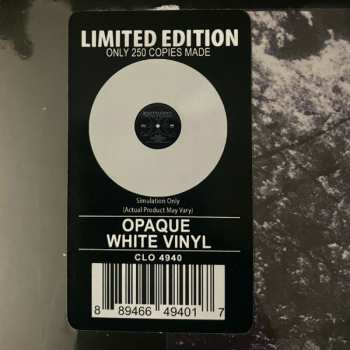 LIMITED EDITION
ONLY 250 COPIES MADE
Simulation Only
(Actual Product May Vary)
OPAQUE
WHITE VINYL
CLO 4940
8 89466 49401 7